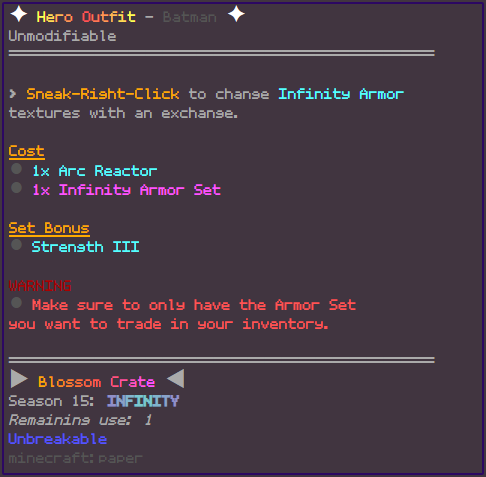 ✦ Hero Outfit - Batman ✦
Unmodifiable
› Sneak-Right-Click to change Infinity Armor
textures with an exchange.
Cost
● 1x Arc Reactor
● 1x Infinity Armor Set
Set Bonus
● Strength III
WARNING
● Make sure to only have the Armor Set
you want to trade in your inventory.
▶ Blossom Crate ◀
Season 15: INFINITY
Remaining use: 1
Unbreakable
minecraft:paper